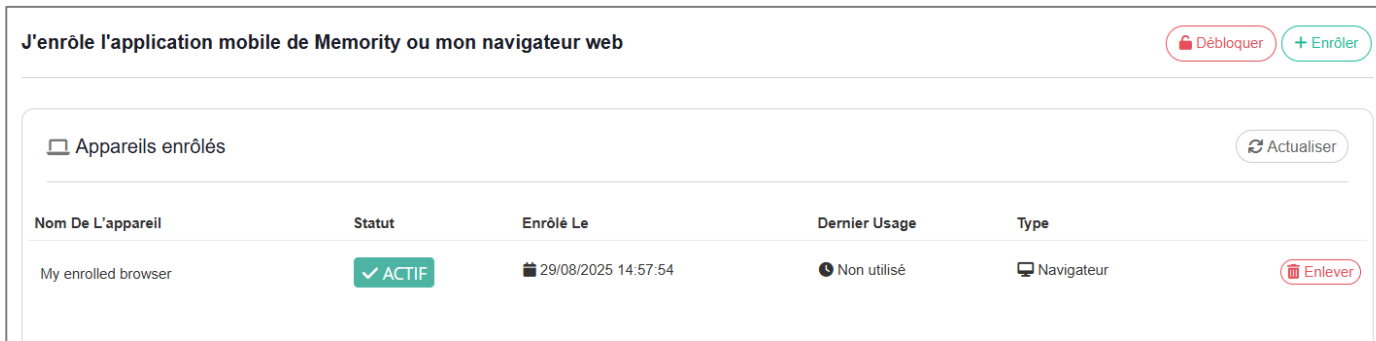 J'enrôle l'application mobile de Memority ou mon navigateur web
Débloquer
+ Enrôler
Appareils enrôlés
Actualiser
Nom De L'appareil Statut Enrôlé Le Dernier Usage Type
My enrolled browser ACTIF 29/08/2025 14:57:54 Non utilisé Navigateur Enlever